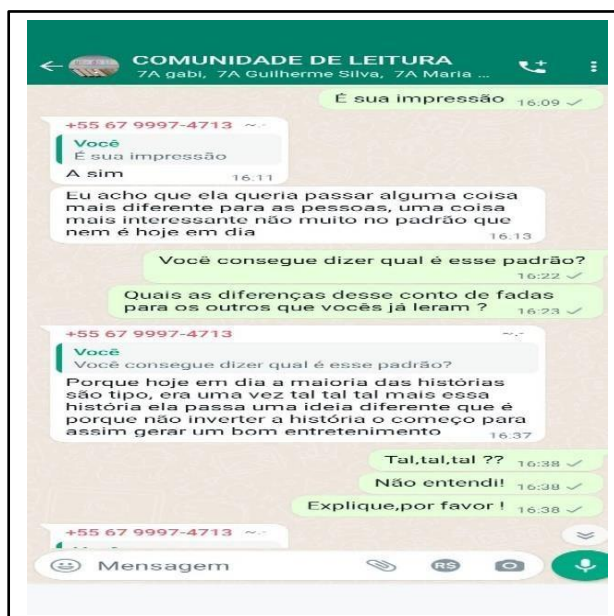 COMUNIDADE DE LEITURA
7A gabi, 7A Guilherme Silva, 7A Maria ...
É sua impressão 16:09
+55 67 9997-4713 ~.-
Você
É sua impressão
A sim 16:11
Eu acho que ela queria passar alguma coisa
mais diferente para as pessoas, uma coisa
mais interessante não muito no padrão que
nem é hoje em dia 16:13
Você consegue dizer qual é esse padrão?
16:22
Quais as diferenças desse conto de fadas
para os outros que vocês já leram ? 16:23
+55 67 9997-4713 ~.-
Você
Você consegue dizer qual é esse padrão?
Porque hoje em dia a maioria das histórias
são tipo, era uma vez tal tal tal mais essa
história ela passa uma ideia diferente que é
porque não inverter a história o começo para
assim gerar um bom entretenimento 16:37
Tal,tal,tal ?? 16:38
Não entendi! 16:38
Explique,por favor ! 16:38
+55 67 9997-4713 ~.-
Mensagem
RS